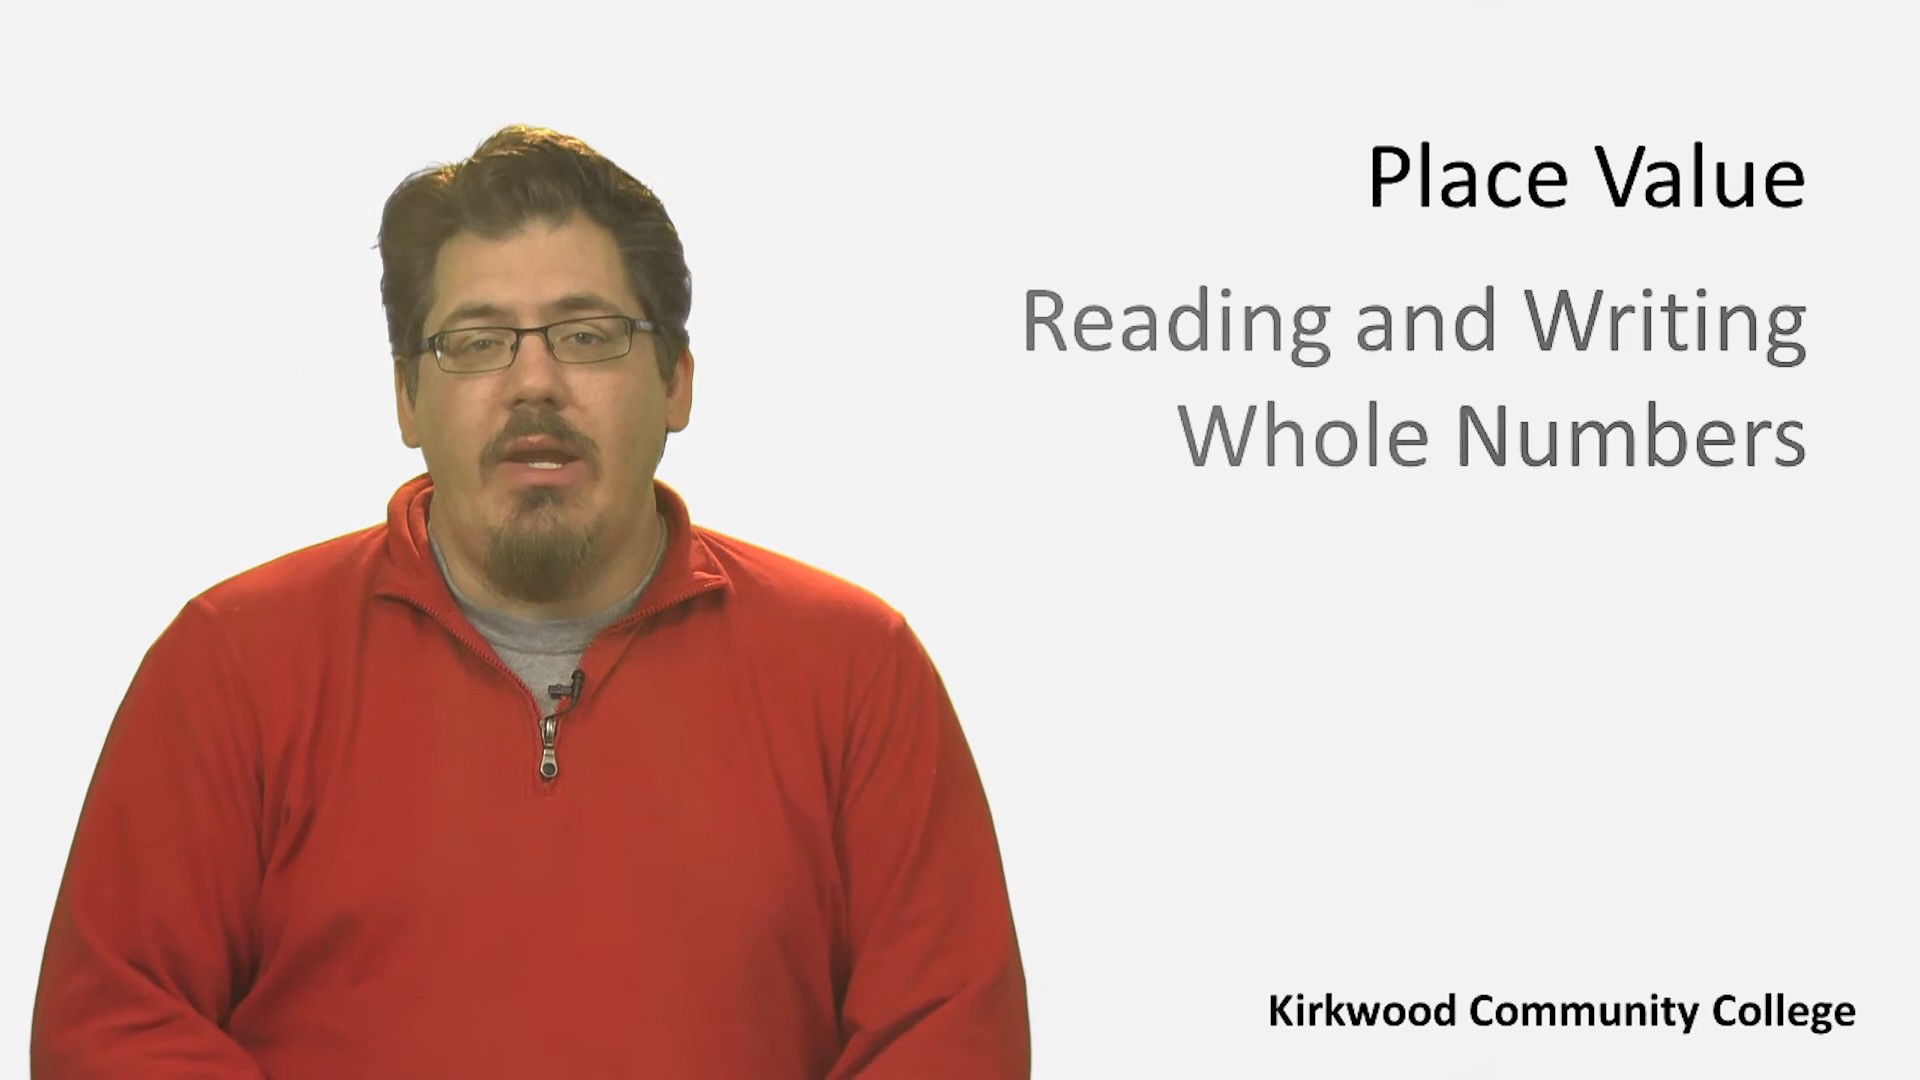 Place Value
Reading and Writing
Whole Numbers
Kirkwood Community College